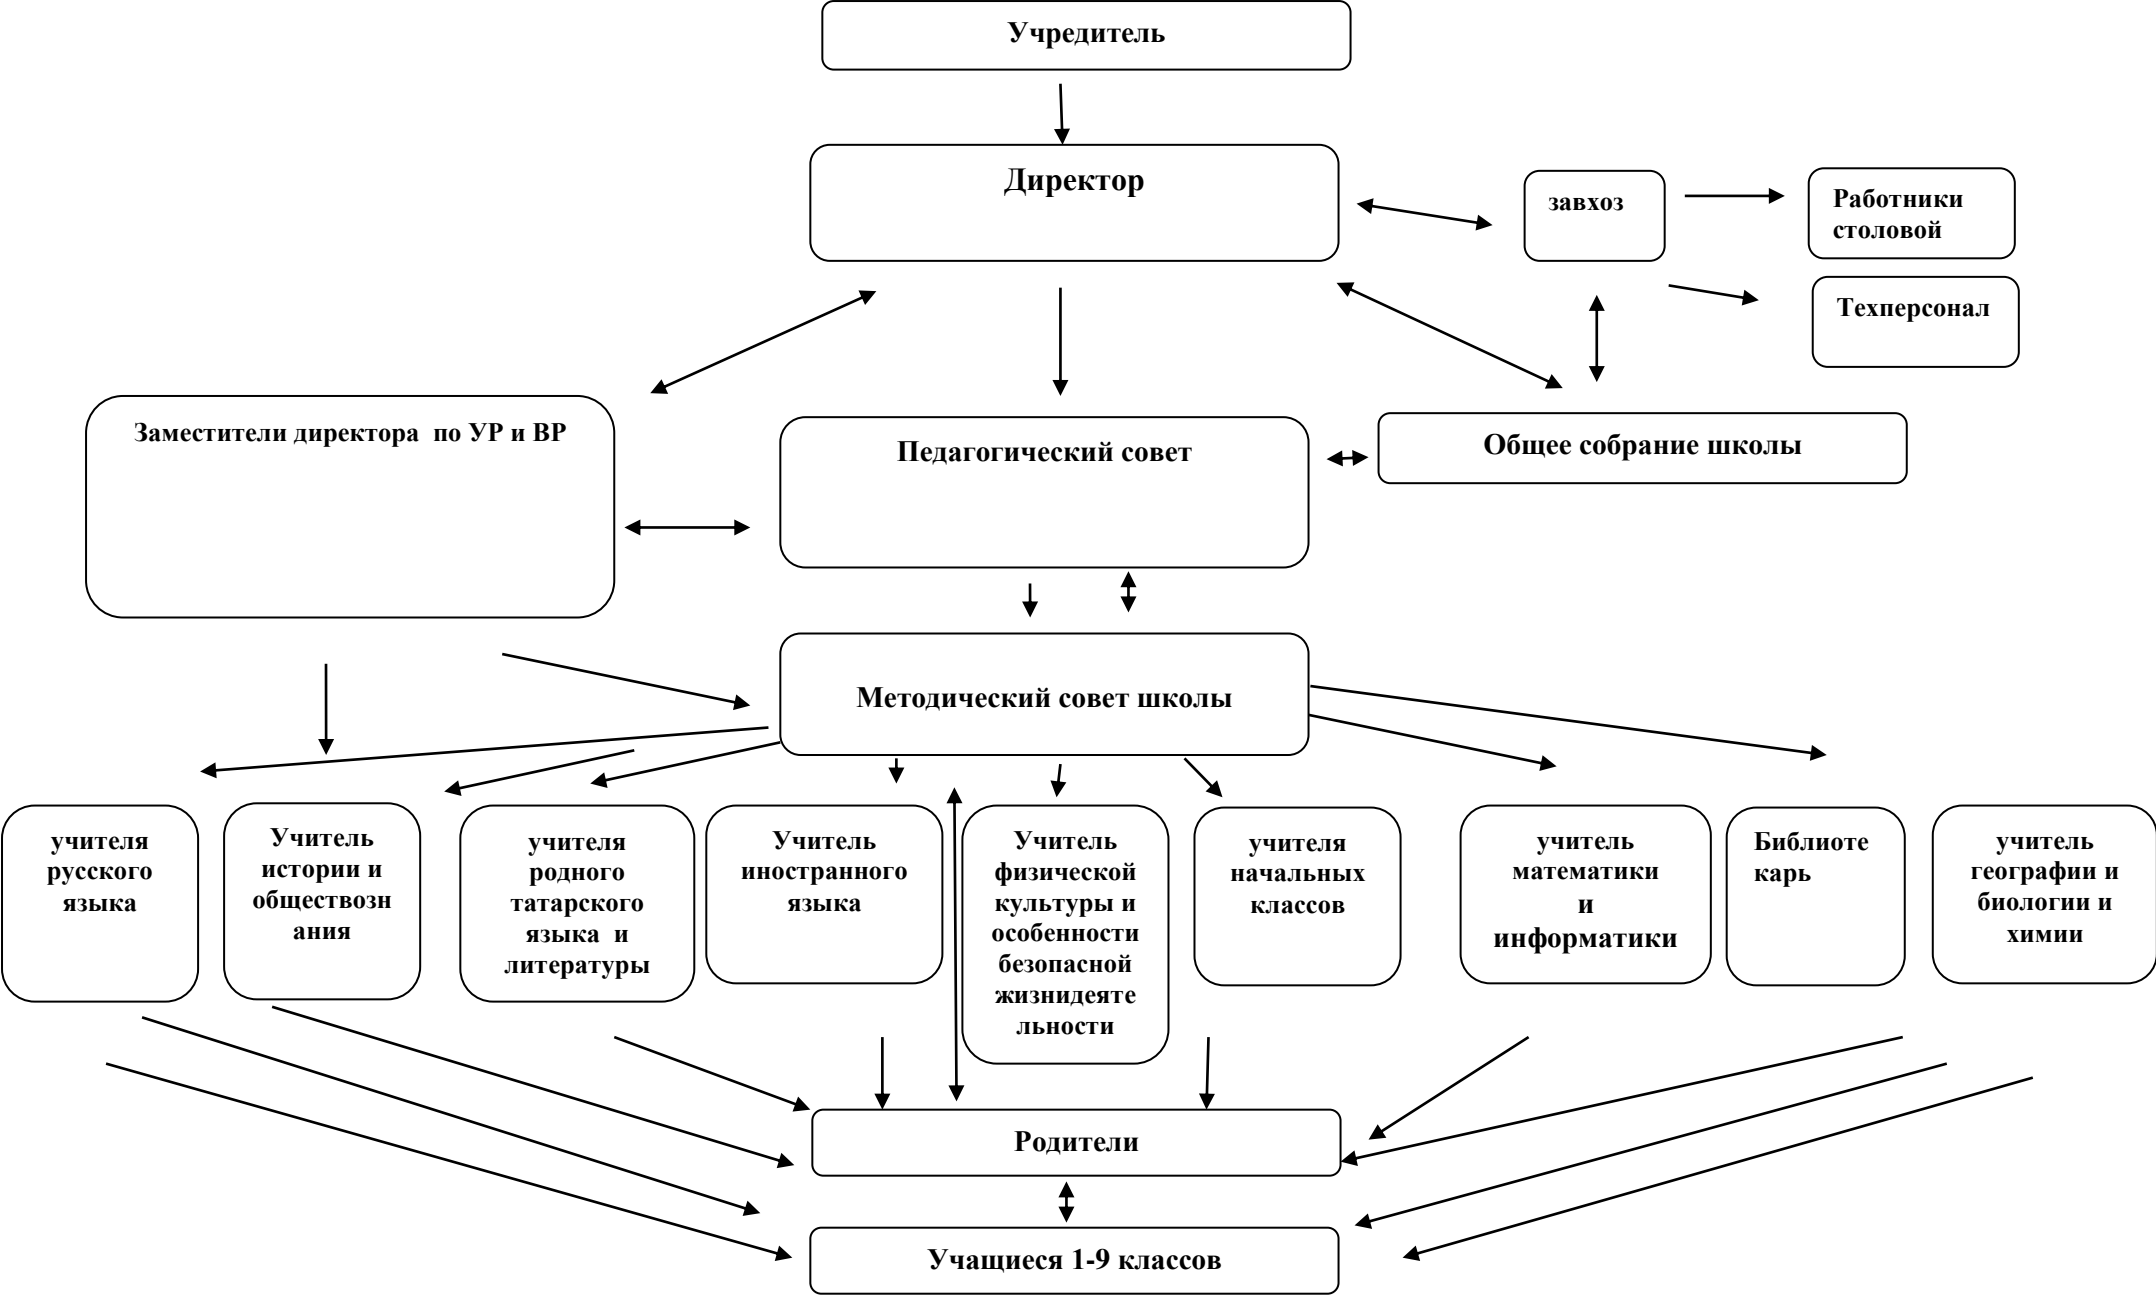 Учредитель
Директор
завхоз
Работники
столовой
Техперсонал
Заместители директора по УР и ВР
Педагогический совет
Общее собрание школы
Методический совет школы
учителя
русского
языка
Учитель
истории и
обществозн
ания
учителя
родного
татарского
языка и
литературы
Учитель
иностранного
языка
Учитель
физической
культуры и
особенности
безопасной
жизнидеяте
льности
учителя
начальных
классов
учитель
математики
и
информатики
Библиоте
карь
учитель
географии и
биологии и
химии
Родители
Учащиеся 1-9 классов